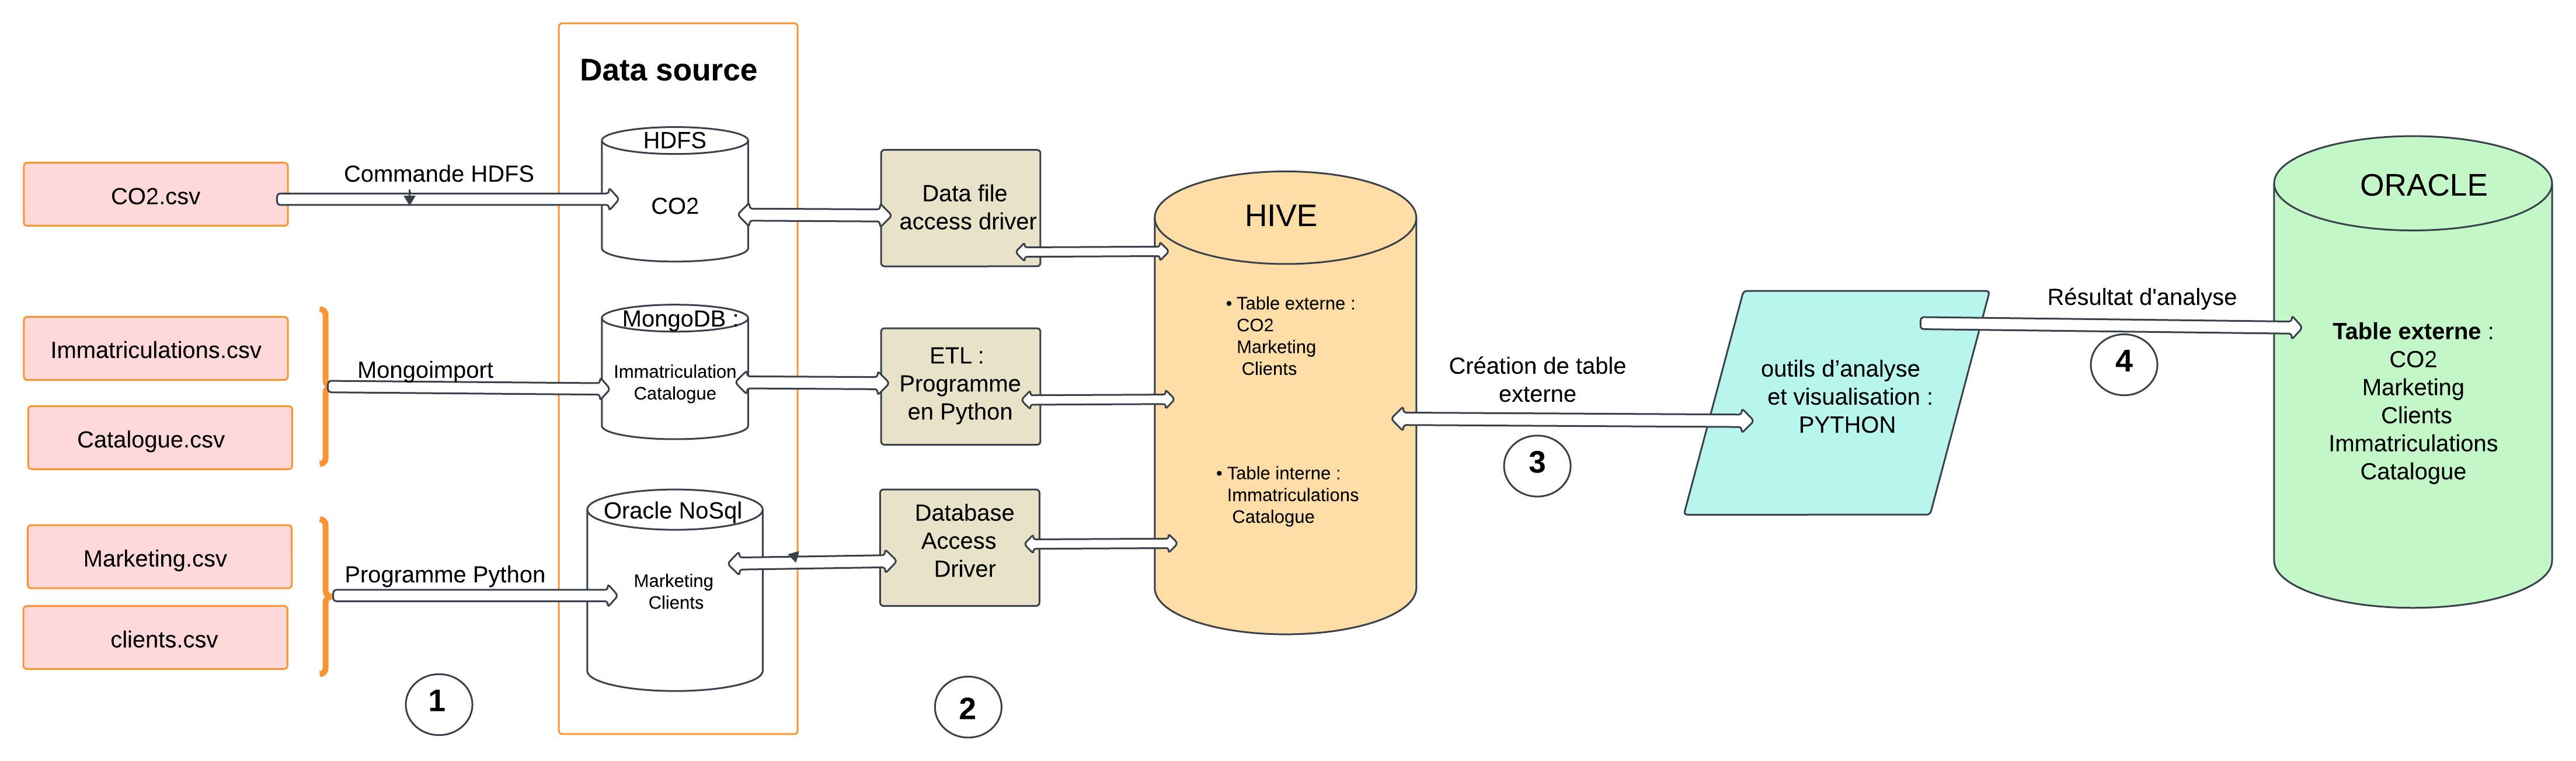 Data source
CO2.csv
Commande HDFS
HDFS
CO2
Data file
access driver
Immatriculations.csv
Catalogue.csv
Mongoimport
MongoDB :
Immatriculation
Catalogue
ETL :
Programme
en Python
Marketing.csv
clients.csv
Programme Python
Oracle NoSql
Marketing
Clients
Database
Access
Driver
1
2
HIVE
• Table externe :
CO2
Marketing
Clients
• Table interne :
Immatriculations
Catalogue
Création de table
externe
3
outils d’analyse
et visualisation :
PYTHON
Résultat d'analyse
4
ORACLE
Table externe :
CO2
Marketing
Clients
Immatriculations
Catalogue